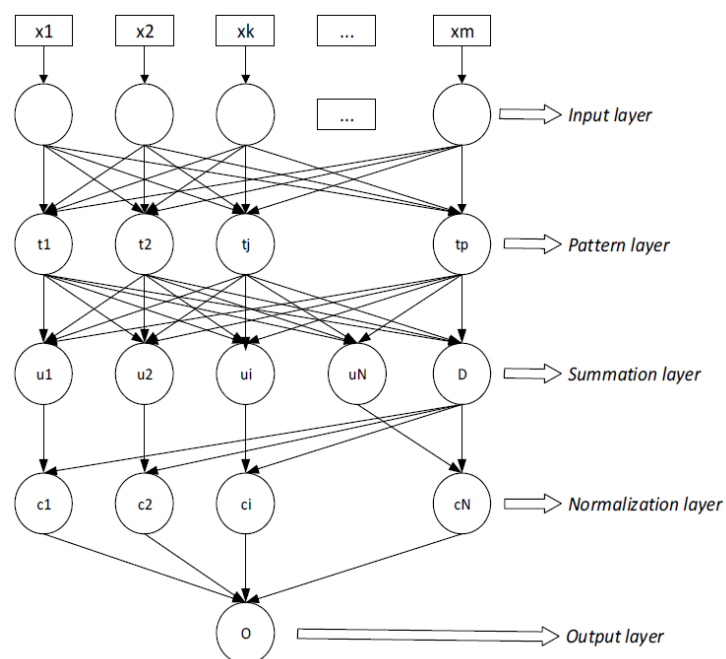 x1 x2 xk ... xm
... Input layer
t1 t2 tj tp Pattern layer
u1 u2 ui uN D Summation layer
c1 c2 ci cN Normalization layer
O Output layer